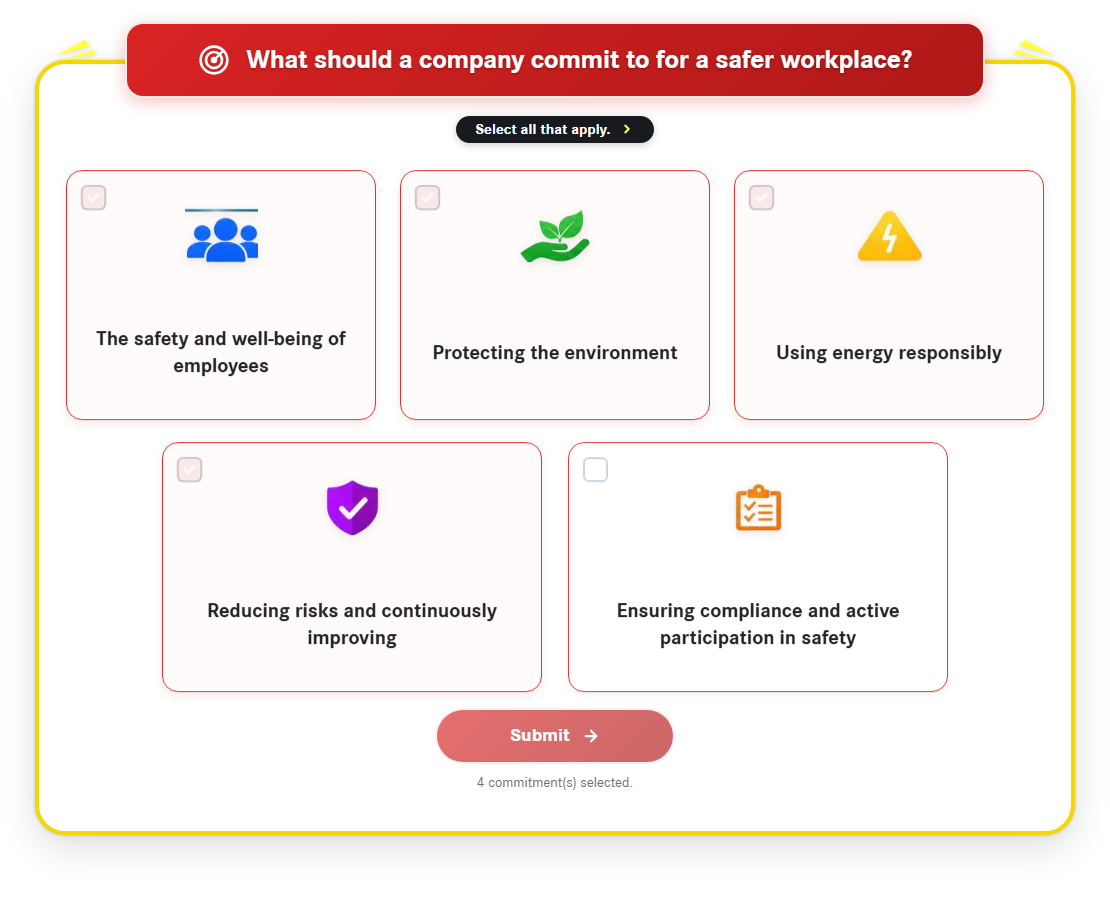 What should a company commit to for a safer workplace?
Select all that apply.
The safety and well-being of
employees
Protecting the environment
Using energy responsibly
Reducing risks and continuously
improving
Ensuring compliance and active
participation in safety
Submit
4 commitment(s) selected.